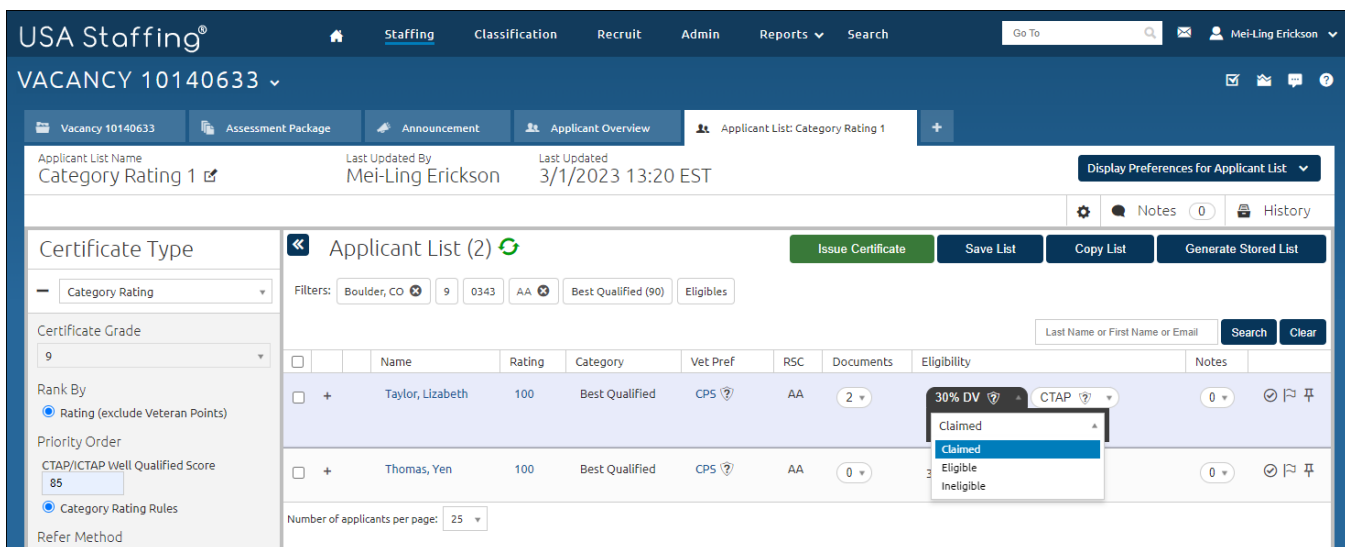 USA Staffing®
Staffing Classification Recruit Admin Reports Search
Go To
Mei-Ling Erickson
VACANCY 10140633
Vacancy 10140633
Assessment Package
Announcement
Applicant Overview
Applicant List: Category Rating 1
+
Applicant List Name
Category Rating 1
Last Updated By
Mei-Ling Erickson
Last Updated
3/1/2023 13:20 EST
Display Preferences for Applicant List
Notes 0
History
Certificate Type
Category Rating
Certificate Grade
9
Rank By
Rating (exclude Veteran Points)
Priority Order
CTAP/ICTAP Well Qualified Score
85
Category Rating Rules
Refer Method
Applicant List (2)
Issue Certificate
Save List
Copy List
Generate Stored List
Filters: Boulder, CO 9 0343 AA Best Qualified (90) Eligibles
Last Name or First Name or Email
Search
Clear
Name Rating Category Vet Pref RSC Documents Eligibility Notes
+ Taylor, Lizabeth 100 Best Qualified CPS AA 2 30% DV CTAP 0
Claimed
Claimed
Eligible
Ineligible
+ Thomas, Yen 100 Best Qualified CPS AA 0 0
Number of applicants per page: 25